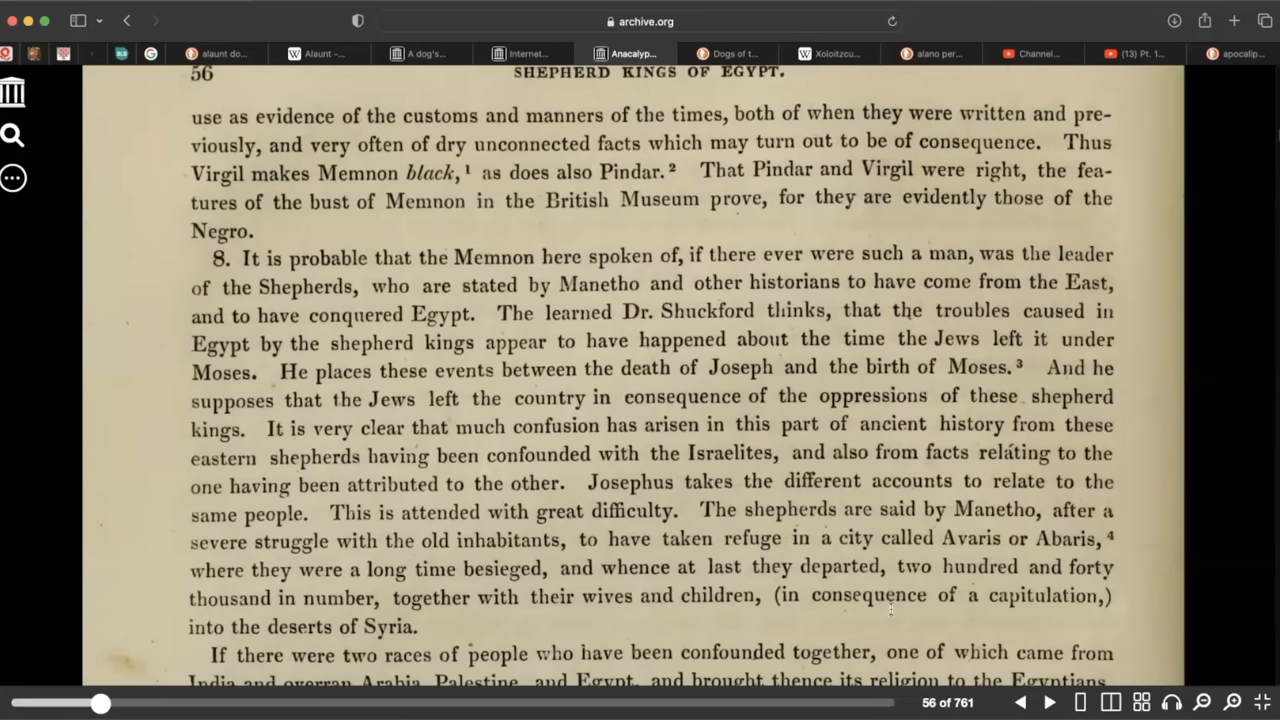 archive.org
alaunt do...
Alaunt –...
A dog's...
Internet...
Anacalyp...
Dogs of t...
Xoloitzcu...
alano per...
Channel...
(13) Pt. 1...
apocalip...
56 SHEPHERD KINGS OF EGYPT.
use as evidence of the customs and manners of the times, both of when they were written and pre-
viously, and very often of dry unconnected facts which may turn out to be of consequence. Thus
Virgil makes Memnon black,¹ as does also Pindar.² That Pindar and Virgil were right, the fea-
tures of the bust of Memnon in the British Museum prove, for they are evidently those of the
Negro.
8. It is probable that the Memnon here spoken of, if there ever were such a man, was the leader
of the Shepherds, who are stated by Manetho and other historians to have come from the East,
and to have conquered Egypt. The learned Dr. Shuckford thinks, that the troubles caused in
Egypt by the shepherd kings appear to have happened about the time the Jews left it under
Moses. He places these events between the death of Joseph and the birth of Moses.³ And he
supposes that the Jews left the country in consequence of the oppressions of these shepherd
kings. It is very clear that much confusion has arisen in this part of ancient history from these
eastern shepherds having been confounded with the Israelites, and also from facts relating to the
one having been attributed to the other. Josephus takes the different accounts to relate to the
same people. This is attended with great difficulty. The shepherds are said by Manetho, after a
severe struggle with the old inhabitants, to have taken refuge in a city called Avaris or Abaris,⁴
where they were a long time besieged, and whence at last they departed, two hundred and forty
thousand in number, together with their wives and children, (in consequence of a capitulation,)
into the deserts of Syria.
If there were two races of people who have been confounded together, one of which came from
India and overran Arabia, Palestine, and Egypt, and brought thence its religion to the Egyptians
56 of 761